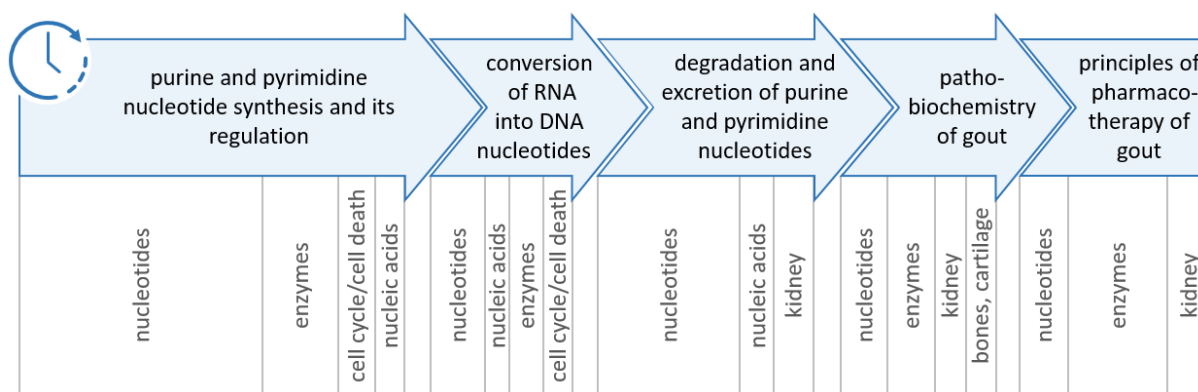 purine and pyrimidine
nucleotide synthesis and its
regulation
conversion
of RNA
into DNA
nucleotides
degradation and
excretion of purine
and pyrimidine
nucleotides
patho-
biochemistry
of gout
principles of
pharmaco-
therapy of
gout
nucleotides
enzymes
cell cycle/cell death
nucleic acids
nucleotides
nucleic acids
enzymes
cell cycle/cell death
nucleotides
nucleic acids
kidney
nucleotides
enzymes
kidney
bones, cartilage
nucleotides
enzymes
kidney